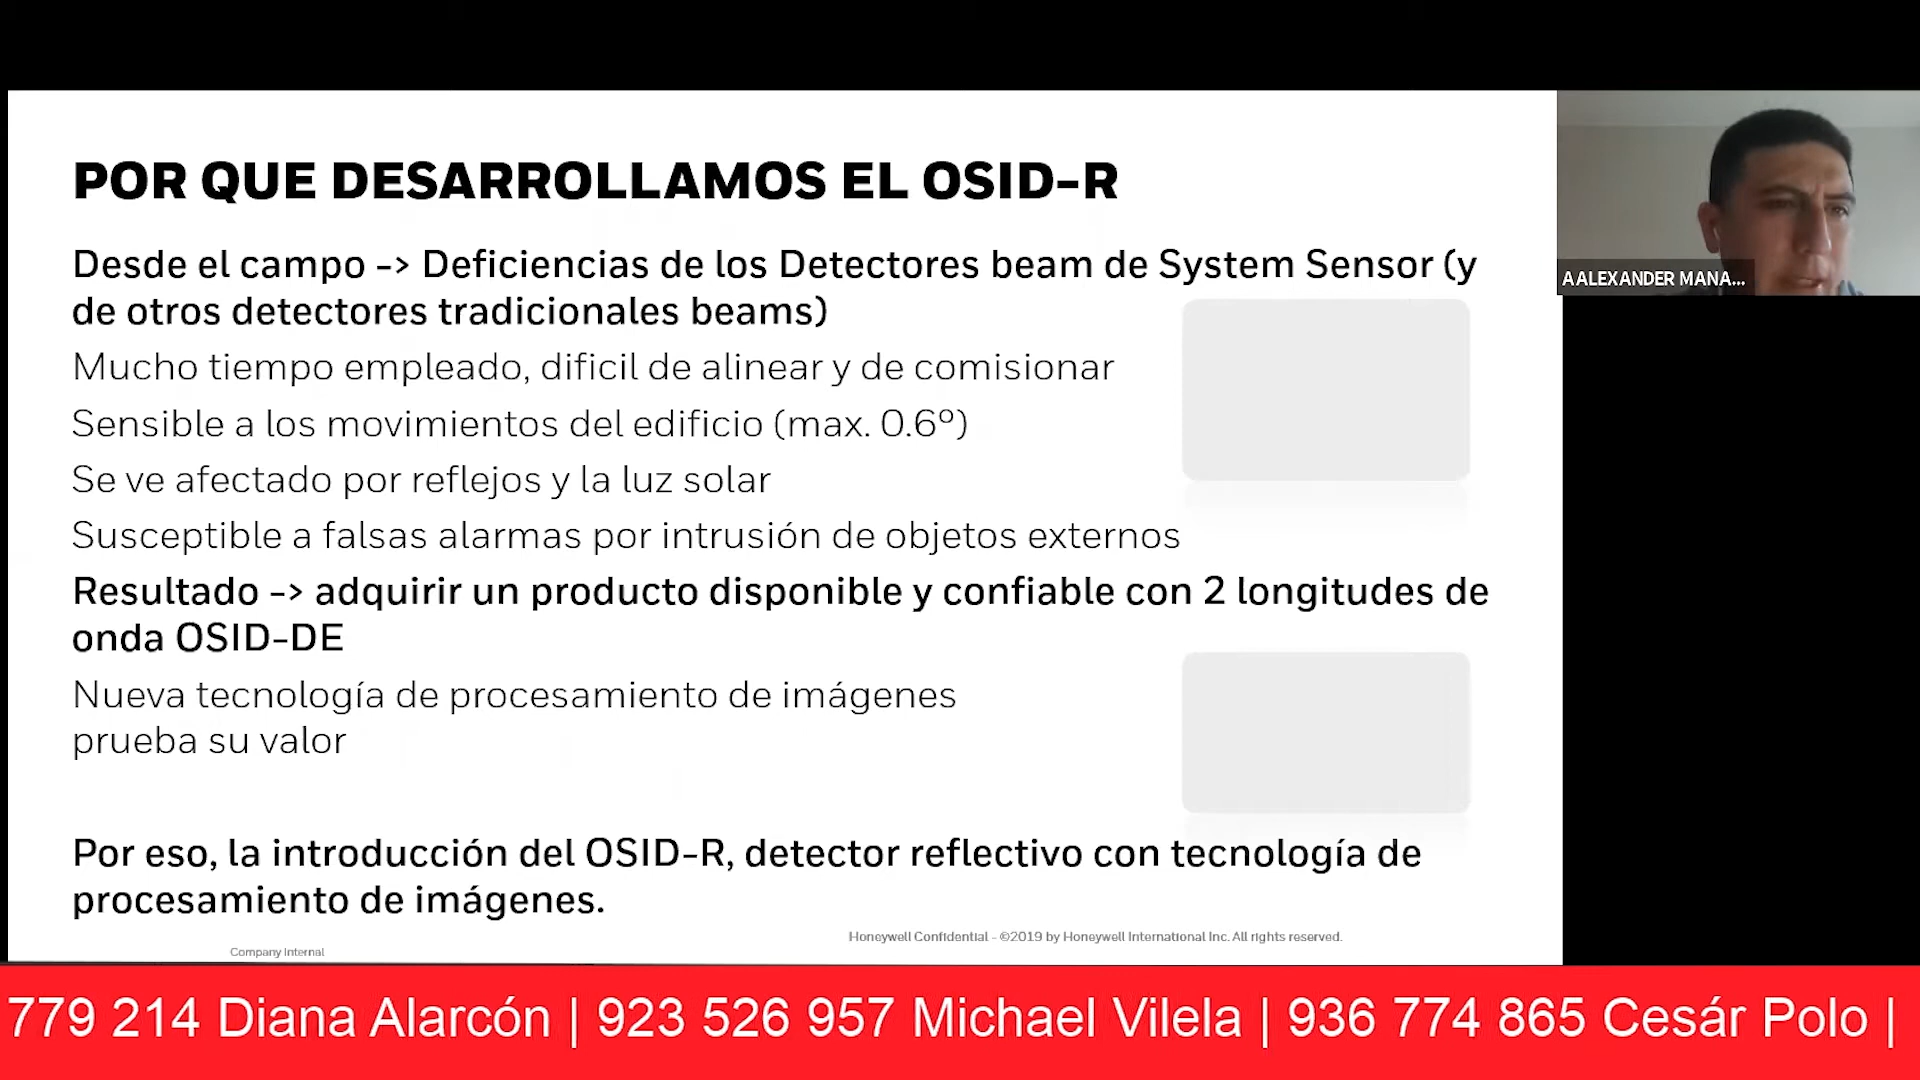 POR QUE DESARROLLAMOS EL OSID-R
Desde el campo -> Deficiencias de los Detectores beam de System Sensor (y
de otros detectores tradicionales beams)
Mucho tiempo empleado, dificil de alinear y de comisionar
Sensible a los movimientos del edificio (max. 0.6º)
Se ve afectado por reflejos y la luz solar
Susceptible a falsas alarmas por intrusión de objetos externos
Resultado -> adquirir un producto disponible y confiable con 2 longitudes de
onda OSID-DE
Nueva tecnología de procesamiento de imágenes
prueba su valor
Por eso, la introducción del OSID-R, detector reflectivo con tecnología de
procesamiento de imágenes.
Honeywell Confidential - ©2019 by Honeywell International Inc. All rights reserved.
Company Internal
AALEXANDER MANA...
779 214 Diana Alarcón | 923 526 957 Michael Vilela | 936 774 865 Cesár Polo |